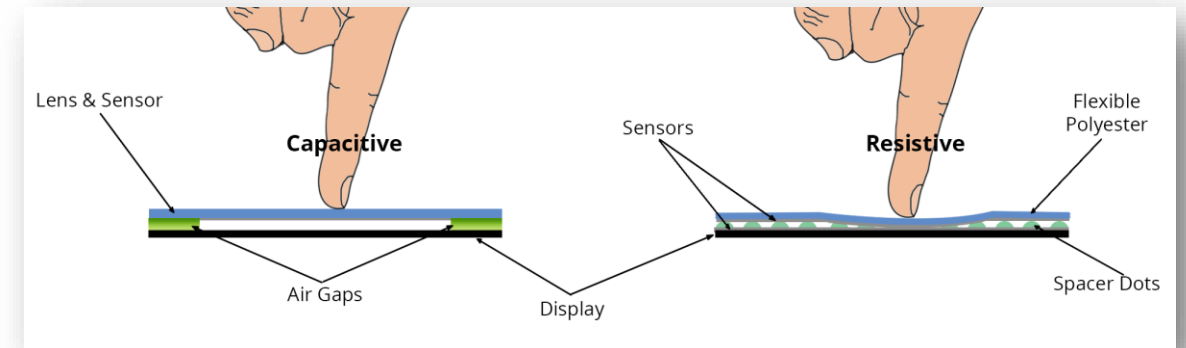 Lens & Sensor
Capacitive
Air Gaps
Display
Sensors
Resistive
Flexible
Polyester
Spacer Dots